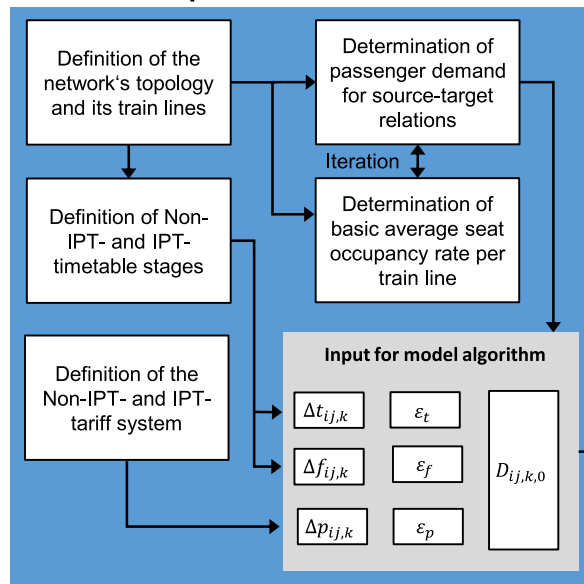 Definition of the
network‘s topology
and its train lines
Determination of
passenger demand
for source-target
relations
Iteration
Definition of Non-
IPT- and IPT-
timetable stages
Determination of
basic average seat
occupancy rate per
train line
Definition of the
Non-IPT- and IPT-
tariff system
Input for model algorithm
Δt_{ij,k}
ε_t
Δf_{ij,k}
ε_f
D_{ij,k,0}
Δp_{ij,k}
ε_p